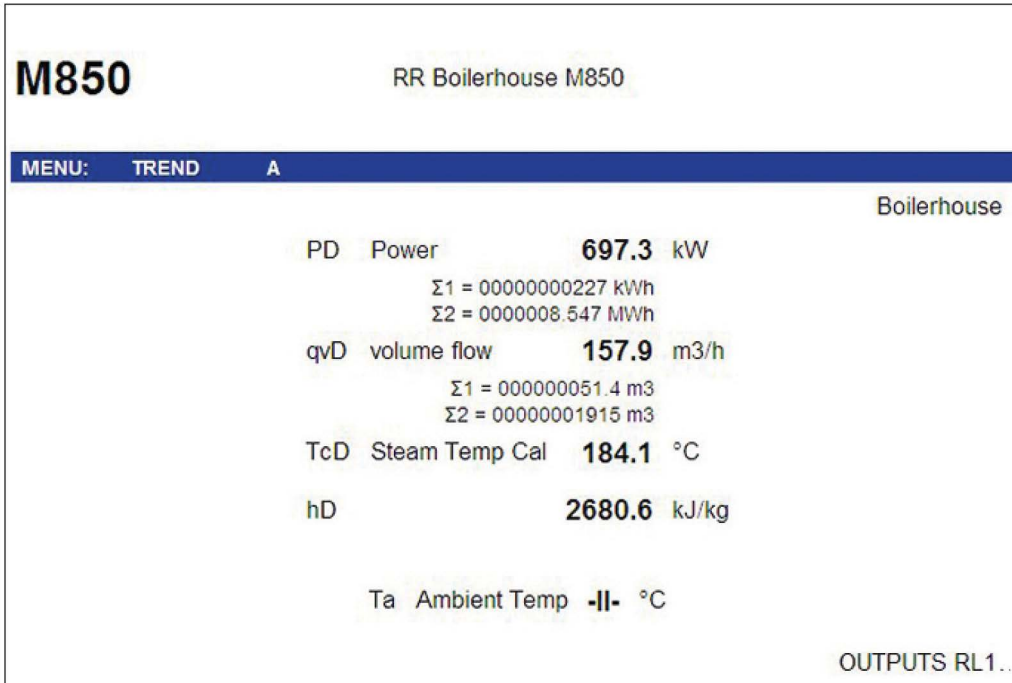 M850 RR Boilerhouse M850
MENU: TREND A
Boilerhouse
PD Power 697.3 kW
Σ1 = 00000000227 kWh
Σ2 = 0000008.547 MWh
qvD volume flow 157.9 m3/h
Σ1 = 000000051.4 m3
Σ2 = 00000001915 m3
TcD Steam Temp Cal 184.1 °C
hD 2680.6 kJ/kg
Ta Ambient Temp -||- °C
OUTPUTS RL1..